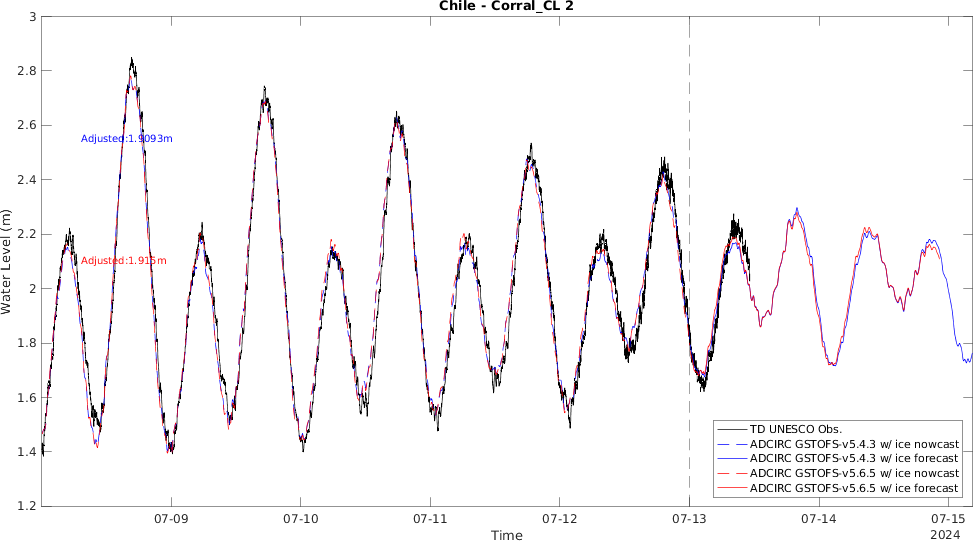 Chile - Corral_CL 2
3
2.8
2.6
2.4
2.2
2
1.8
1.6
1.4
1.2
Water Level (m)
Adjusted:1.9093m
Adjusted:1.915m
TD UNESCO Obs.
ADCIRC GSTOFS-v5.4.3 w/ ice nowcast
ADCIRC GSTOFS-v5.4.3 w/ ice forecast
ADCIRC GSTOFS-v5.6.5 w/ ice nowcast
ADCIRC GSTOFS-v5.6.5 w/ ice forecast
07-09 07-10 07-11 07-12 07-13 07-14 07-15
Time 2024